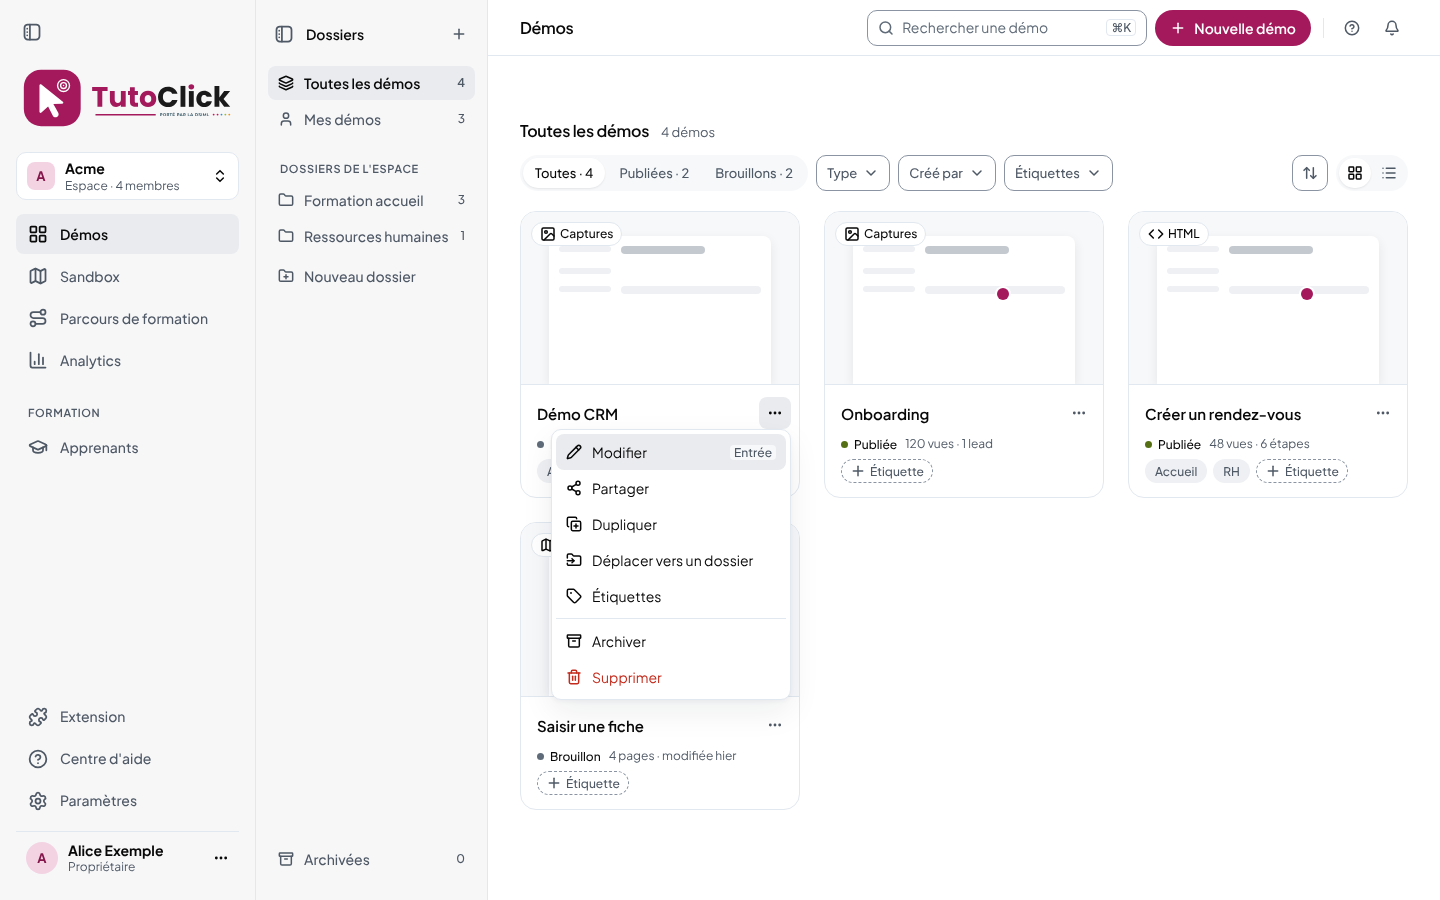 TutoClick
PORTÉ PAR LA DSIML
Acme
A
Espace · 4 membres
Démos
Sandbox
Parcours de formation
Analytics
FORMATION
Apprenants
Extension
Centre d'aide
Paramètres
A
Alice Exemple
Propriétaire
Dossiers
Toutes les démos 4
Mes démos 3
DOSSIERS DE L'ESPACE
Formation accueil 3
Ressources humaines 1
Nouveau dossier
Archivées 0
Démos
Rechercher une démo ⌘K
Nouvelle démo
Toutes les démos 4 démos
Toutes · 4 Publiées · 2 Brouillons · 2 Type Créé par Étiquettes
Captures
Démo CRM
Modifier Entrée
Partager
Dupliquer
Déplacer vers un dossier
Étiquettes
Archiver
Supprimer
Captures
Onboarding
Publiée 120 vues · 1 lead
Étiquette
HTML
Créer un rendez-vous
Publiée 48 vues · 6 étapes
Accueil RH Étiquette
Saisir une fiche
Brouillon 4 pages · modifiée hier
Étiquette